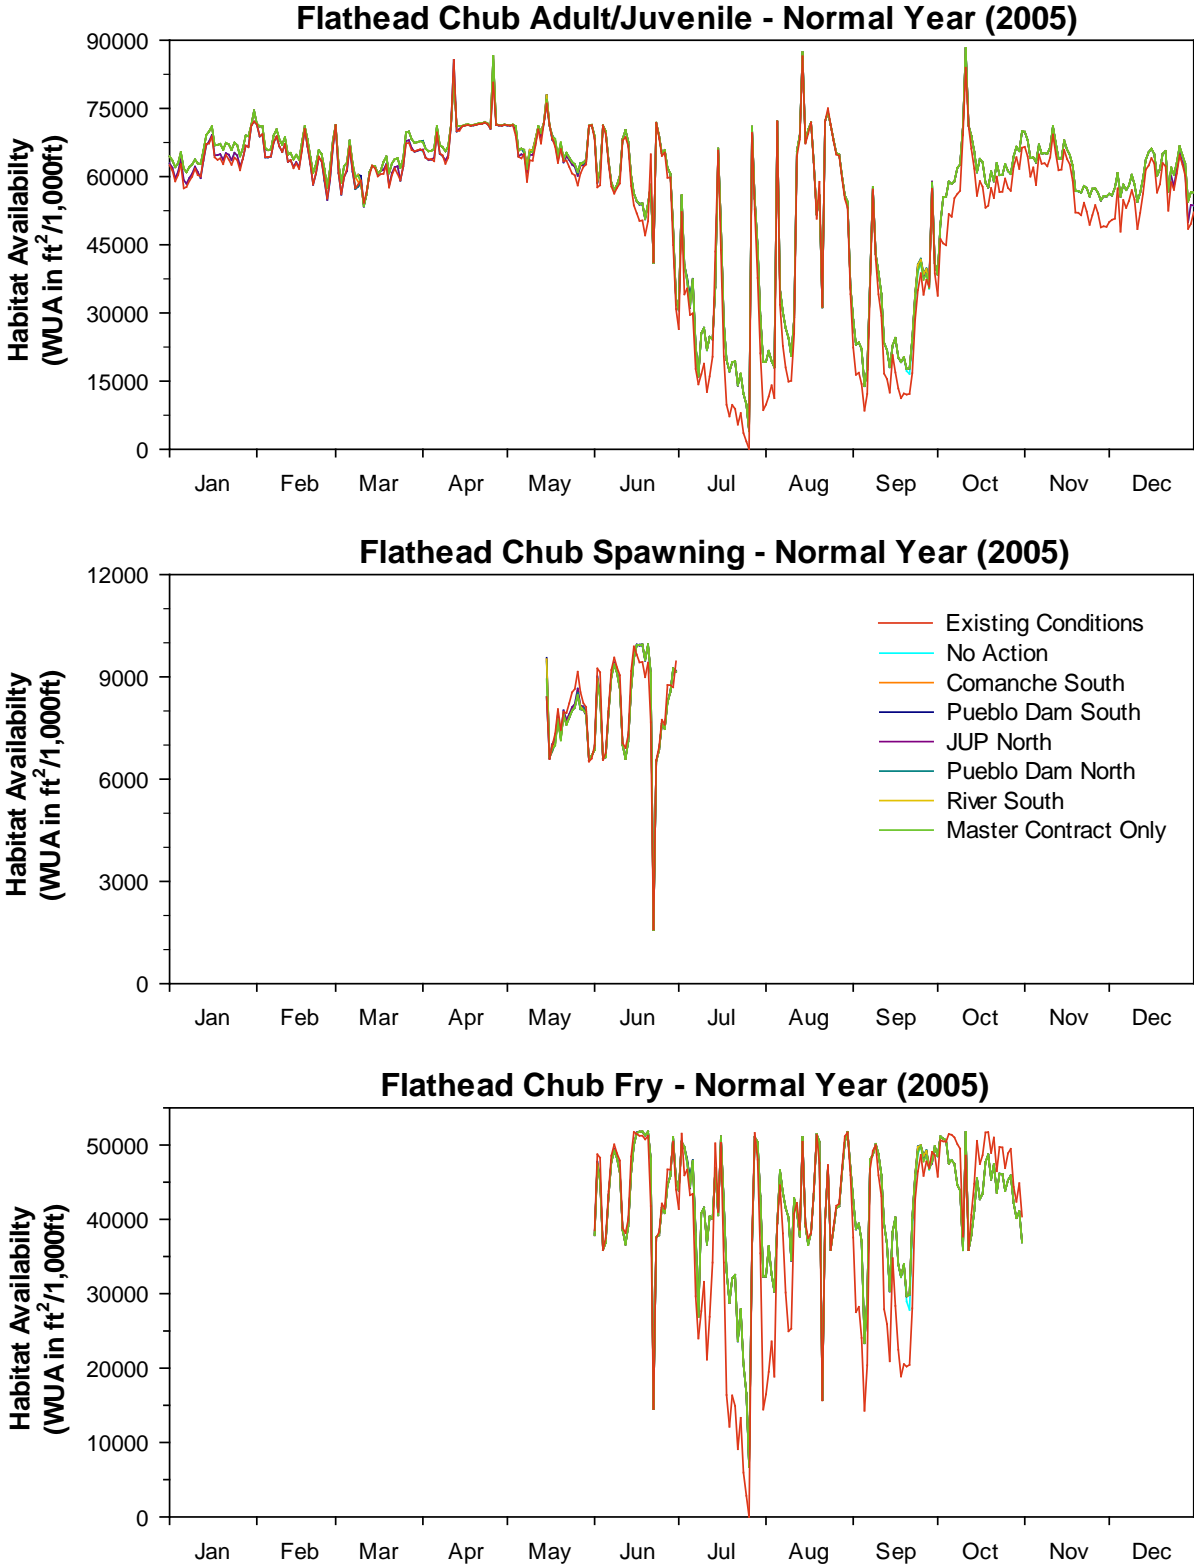 Flathead Chub Adult/Juvenile - Normal Year (2005)
Habitat Availabilty
(WUA in ft²/1,000ft)
90000
75000
60000
45000
30000
15000
0
Jan Feb Mar Apr May Jun Jul Aug Sep Oct Nov Dec
Flathead Chub Spawning - Normal Year (2005)
Habitat Availabilty
(WUA in ft²/1,000ft)
12000
9000
6000
3000
0
Existing Conditions
No Action
Comanche South
Pueblo Dam South
JUP North
Pueblo Dam North
River South
Master Contract Only
Jan Feb Mar Apr May Jun Jul Aug Sep Oct Nov Dec
Flathead Chub Fry - Normal Year (2005)
Habitat Availabilty
(WUA in ft²/1,000ft)
50000
40000
30000
20000
10000
0
Jan Feb Mar Apr May Jun Jul Aug Sep Oct Nov Dec